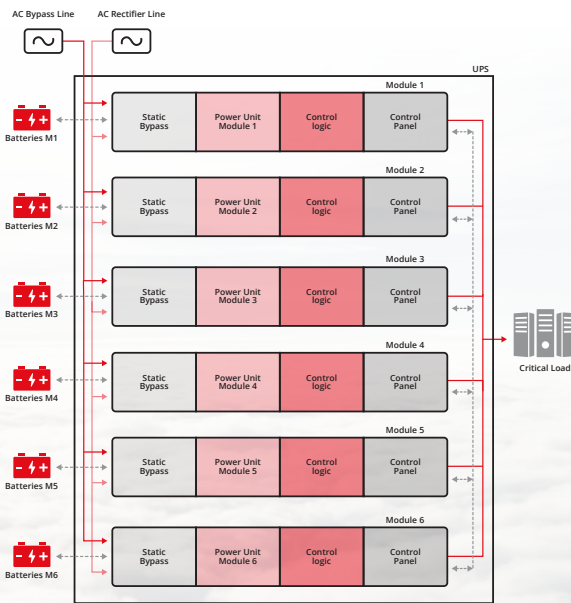 AC Bypass Line
AC Rectifier Line
UPS
Module 1
Static
Bypass
Power Unit
Module 1
Control
logic
Control
Panel
Batteries M1
Module 2
Static
Bypass
Power Unit
Module 2
Control
logic
Control
Panel
Batteries M2
Module 3
Static
Bypass
Power Unit
Module 3
Control
logic
Control
Panel
Batteries M3
Critical Load
Module 4
Static
Bypass
Power Unit
Module 4
Control
logic
Control
Panel
Batteries M4
Module 5
Static
Bypass
Power Unit
Module 5
Control
logic
Control
Panel
Batteries M5
Module 6
Static
Bypass
Power Unit
Module 6
Control
logic
Control
Panel
Batteries M6